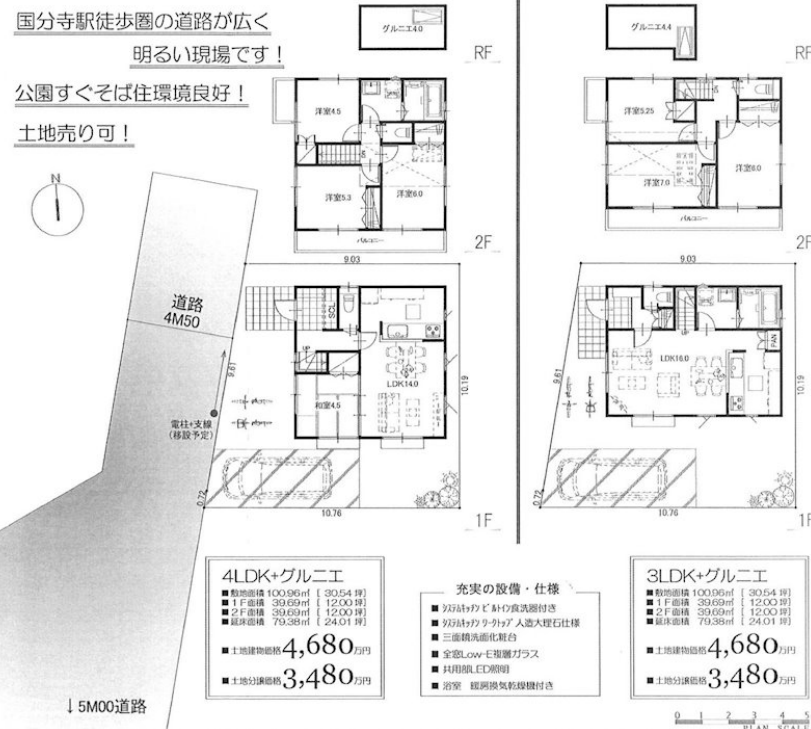 国分寺駅徒歩圏の道路が広く
明るい現場です！
公園すぐそば住環境良好！
土地売り可！
N
道路
4M50
電柱+支線
(移設予定)
↓5M00道路
グルニエ4.0
RF
洋室4.5
DN
洋室5.3
洋室6.0
バルコニー
2F
9.03
SCL
UP
和室4.5
LDK14.0
9.61
10.19
0.72
10.76
1F
グルニエ4.4
RF
洋室5.25
DN
洋室7.0
洋室6.0
バルコニー
2F
9.03
UP
LDK16.0
PAN
9.61
10.19
0.72
10.76
1F
4LDK+グルニエ
■敷地面積 100.96㎡ [ 30.54 坪]
■1F面積 39.69㎡ [ 12.00 坪]
■2F面積 39.69㎡ [ 12.00 坪]
■延床面積 79.38㎡ [ 24.01 坪]
■土地建物価格 4,680万円
■土地分譲価格 3,480万円
充実の設備・仕様
■ システムキッチン ビルトイン食洗器付き
■ システムキッチン ワークトップ 人造大理石仕様
■ 三面鏡洗面化粧台
■ 全窓Low-E複層ガラス
■ 共用部LED照明
■ 浴室 暖房換気乾燥機付き
3LDK+グルニエ
■敷地面積 100.96㎡ [ 30.54 坪]
■1F面積 39.69㎡ [ 12.00 坪]
■2F面積 39.69㎡ [ 12.00 坪]
■延床面積 79.38㎡ [ 24.01 坪]
■土地建物価格 4,680万円
■土地分譲価格 3,480万円
0 1 2 3 4 5
PLAN SCALE